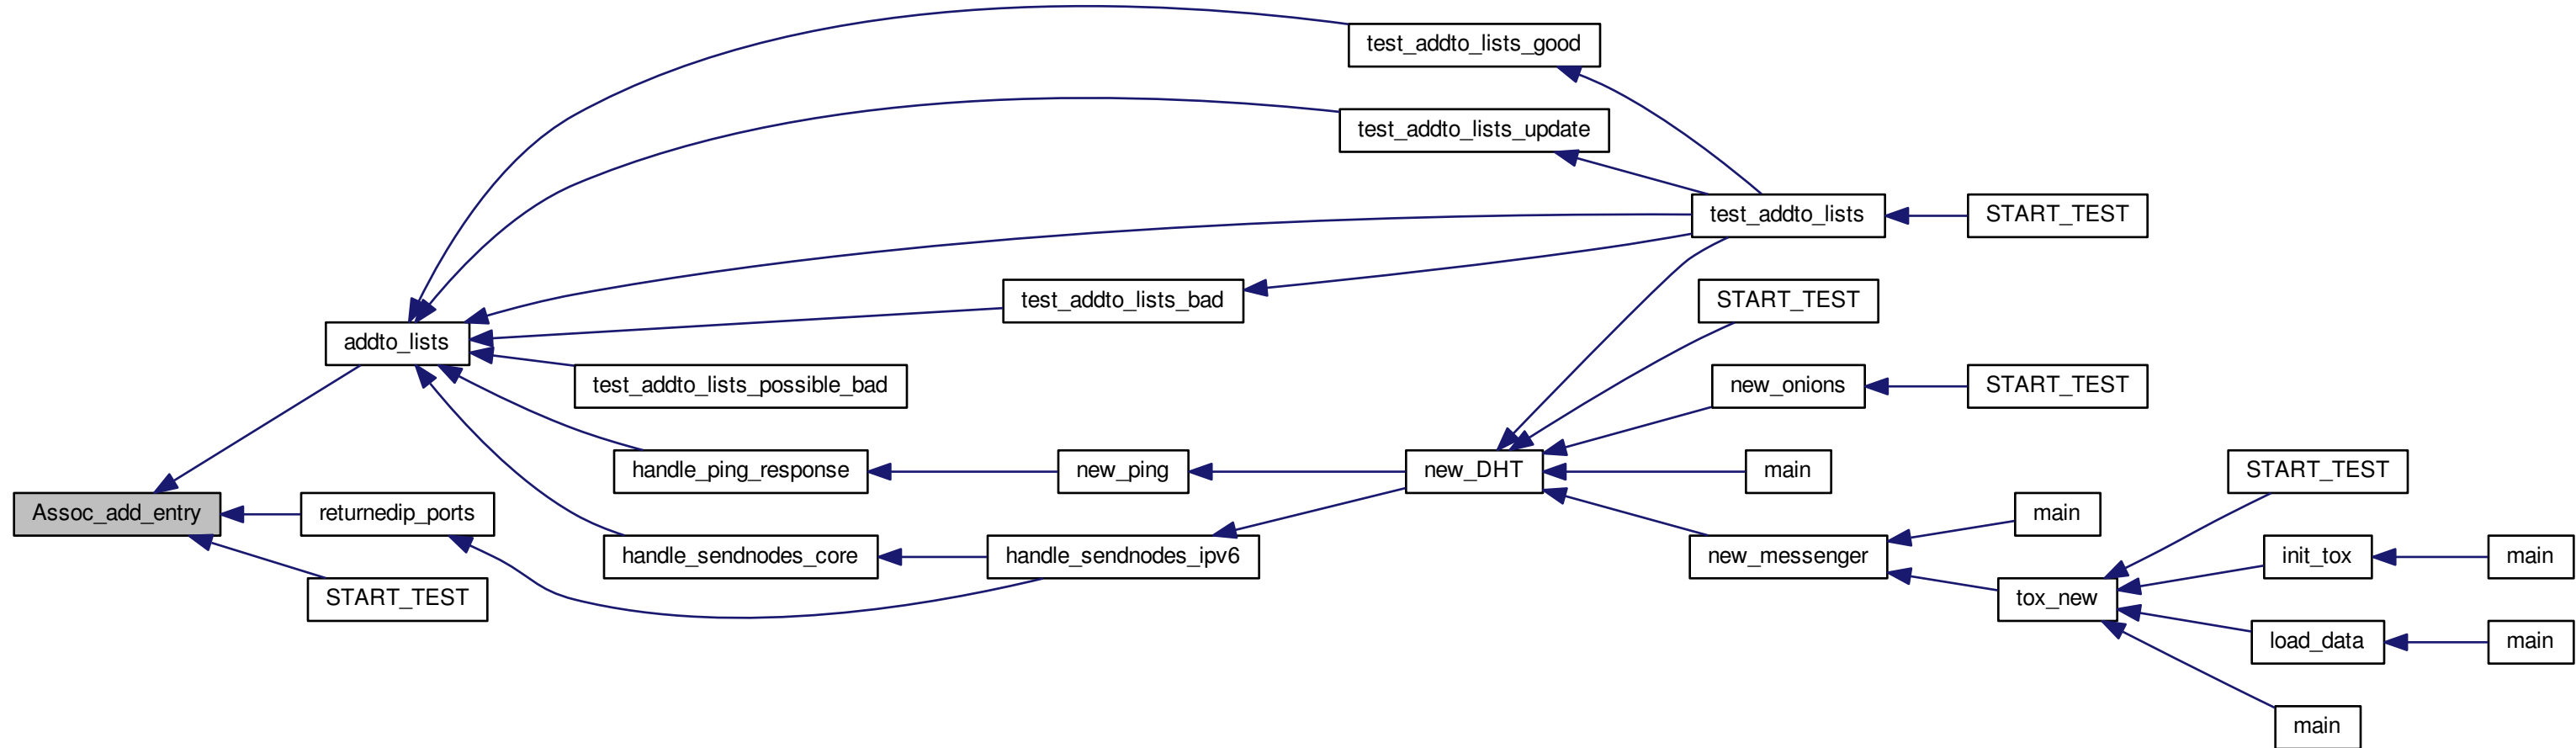 test_addto_lists_good
test_addto_lists_update
test_addto_lists
START_TEST
test_addto_lists_bad
START_TEST
addto_lists
test_addto_lists_possible_bad
new_onions
START_TEST
handle_ping_response
new_ping
new_DHT
main
START_TEST
Assoc_add_entry
returnedip_ports
main
handle_sendnodes_core
handle_sendnodes_ipv6
new_messenger
init_tox
main
START_TEST
tox_new
load_data
main
main